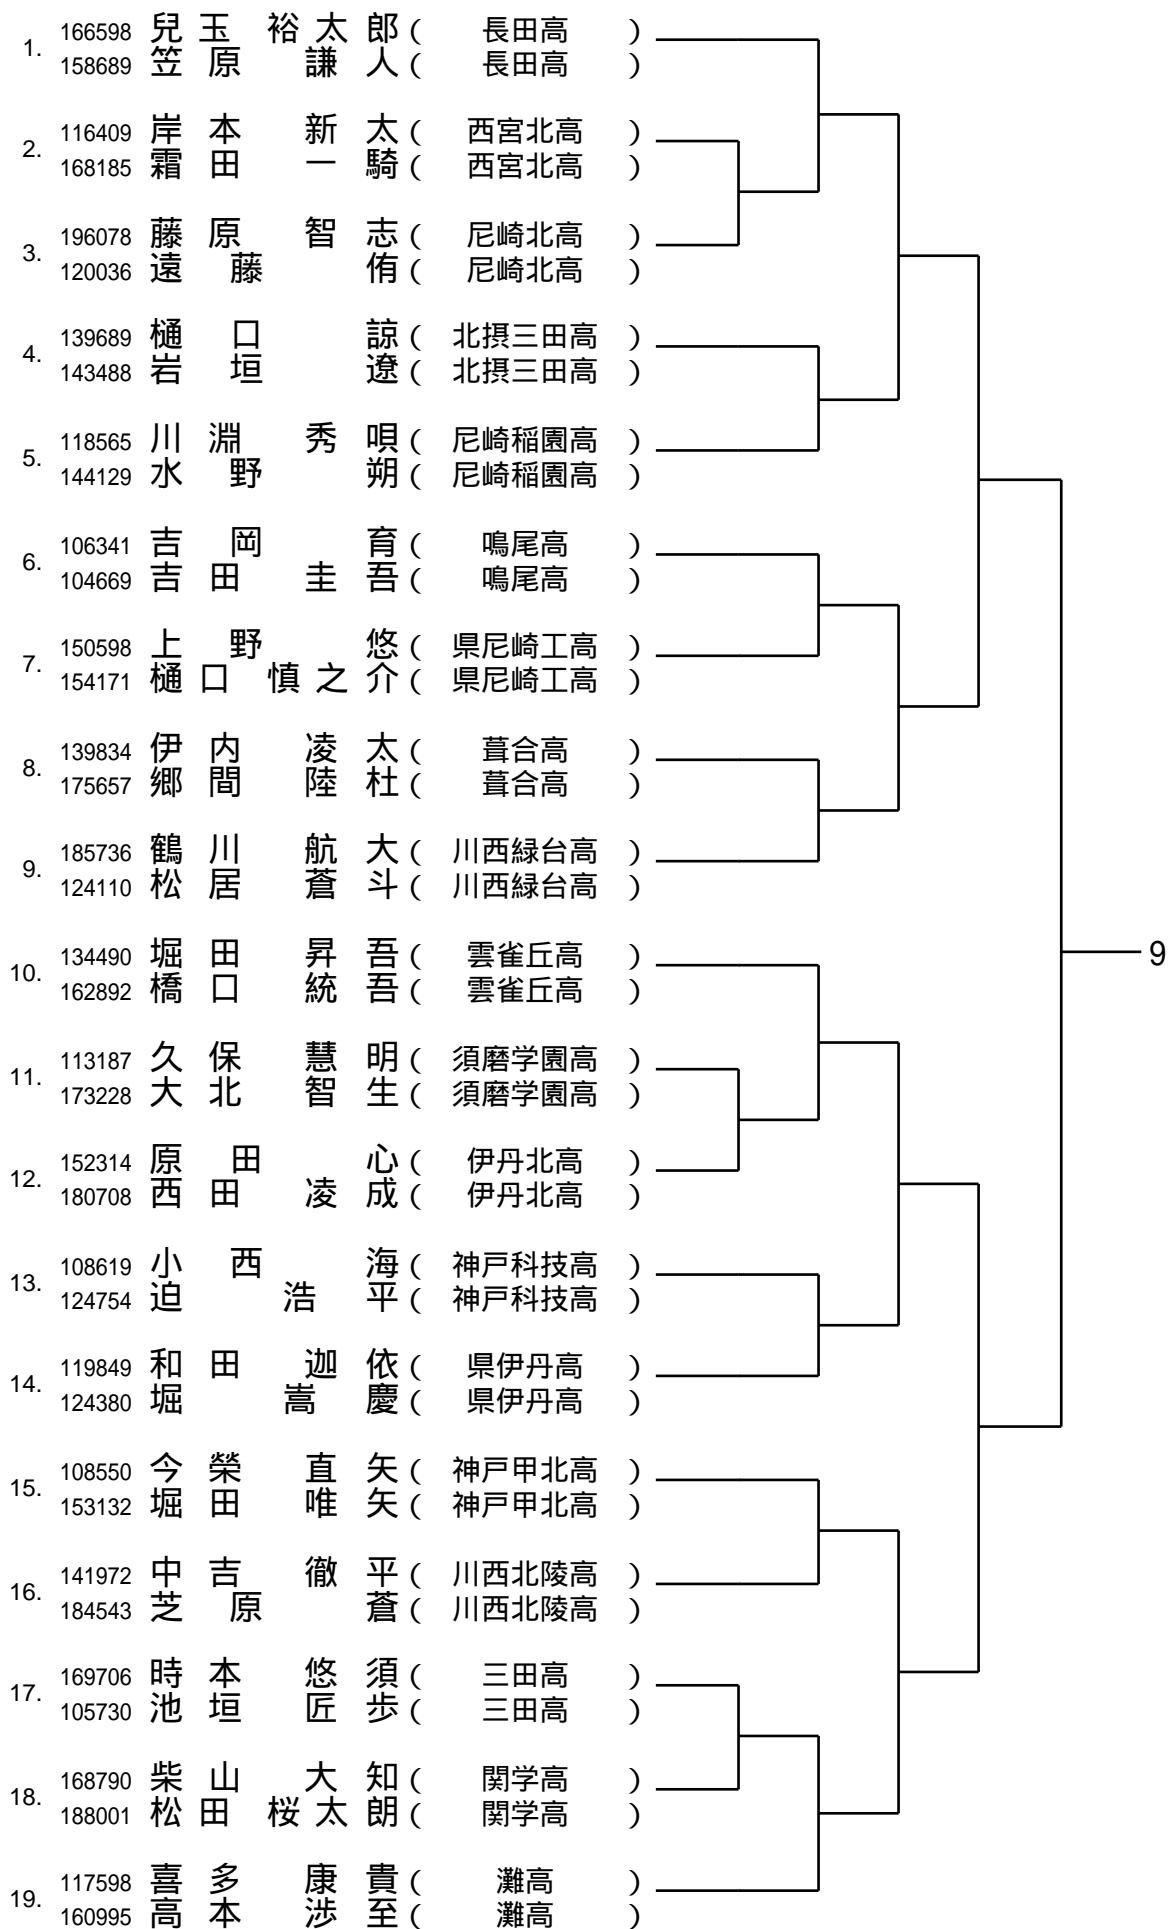 1. 166598 兒玉 裕太郎 ( 長田高 )
158689 笠原 謙人 ( 長田高 )
2. 116409 岸本 新太 ( 西宮北高 )
168185 霜田 一騎 ( 西宮北高 )
3. 196078 藤原 智志 ( 尼崎北高 )
120036 遠藤 侑 ( 尼崎北高 )
4. 139689 樋口 諒 ( 北摂三田高 )
143488 岩垣 遼 ( 北摂三田高 )
5. 118565 川淵 秀唄 ( 尼崎稲園高 )
144129 水野 朔 ( 尼崎稲園高 )
6. 106341 吉岡 育 ( 鳴尾高 )
104669 吉田 圭吾 ( 鳴尾高 )
7. 150598 上野 悠 ( 県尼崎工高 )
154171 樋口 慎之介 ( 県尼崎工高 )
8. 139834 伊内 凌太 ( 葺合高 )
175657 郷間 陸杜 ( 葺合高 )
9. 185736 鶴川 航大 ( 川西緑台高 )
124110 松居 蒼斗 ( 川西緑台高 )
10. 134490 堀田 昇吾 ( 雲雀丘高 )
9
162892 橋口 統吾 ( 雲雀丘高 )
11. 113187 久保 慧明 ( 須磨学園高 )
173228 大北 智生 ( 須磨学園高 )
12. 152314 原田 心 ( 伊丹北高 )
180708 西田 凌成 ( 伊丹北高 )
13. 108619 小西 海 ( 神戸科技高 )
124754 迫 浩平 ( 神戸科技高 )
14. 119849 和田 迦依 ( 県伊丹高 )
124380 堀 嵩慶 ( 県伊丹高 )
15. 108550 今榮 直矢 ( 神戸甲北高 )
153132 堀田 唯矢 ( 神戸甲北高 )
16. 141972 中吉 徹平 ( 川西北陵高 )
184543 芝原 蒼 ( 川西北陵高 )
17. 169706 時本 悠須 ( 三田高 )
105730 池垣 匠歩 ( 三田高 )
18. 168790 柴山 大知 ( 関学高 )
188001 松田 桜太朗 ( 関学高 )
19. 117598 喜多 康貴 ( 灘高 )
160995 高本 渉至 ( 灘高 )